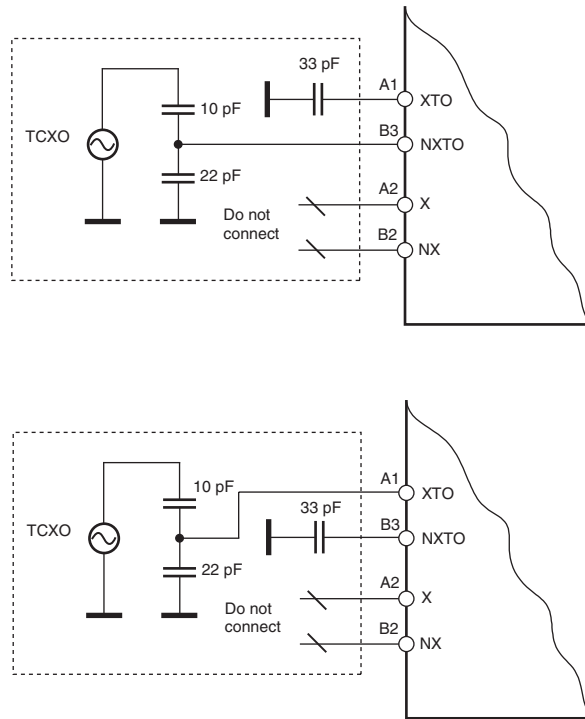 33 pF
A1
XTO
10 pF
TCXO
B3
NXTO
22 pF
A2
X
Do not
connect
B2
NX
A1
XTO
10 pF
33 pF
TCXO
B3
NXTO
22 pF
A2
X
Do not
connect
B2
NX